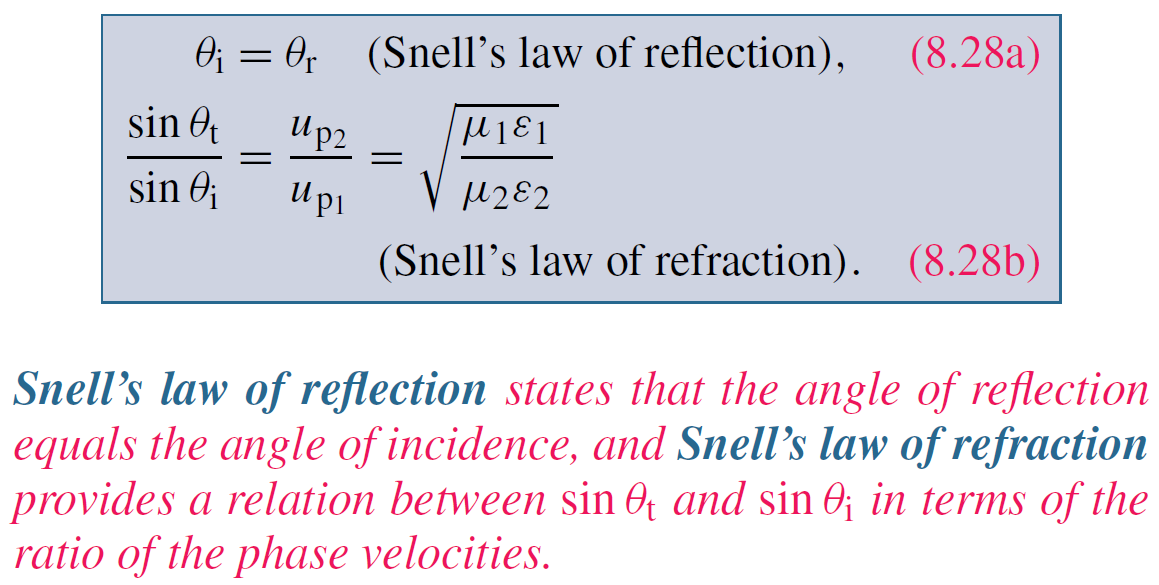 θi = θr (Snell's law of reflection), (8.28a)
sin θt / sin θi = up2 / up1 = √(μ1ε1 / μ2ε2)
(Snell's law of refraction). (8.28b)
Snell's law of reflection states that the angle of reflection
equals the angle of incidence, and Snell's law of refraction
provides a relation between sin θt and sin θi in terms of the
ratio of the phase velocities.